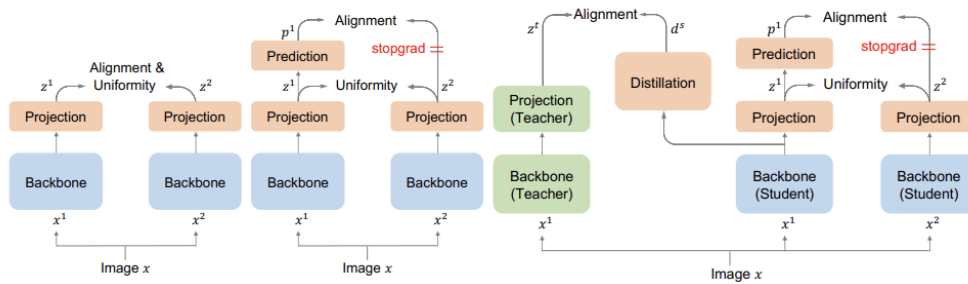 Alignment &
Uniformity
z¹
z²
Projection
Projection
Backbone
Backbone
x¹
x²
Image x
p¹
Alignment
stopgrad
Prediction
z¹
Uniformity
z²
Projection
Projection
Backbone
Backbone
x¹
x²
Image x
zᵗ
Alignment
dˢ
Projection
(Teacher)
Distillation
Backbone
(Teacher)
x¹
p¹
Alignment
stopgrad
Prediction
z¹
Uniformity
z²
Projection
Projection
Backbone
(Student)
Backbone
(Student)
x¹
x²
Image x